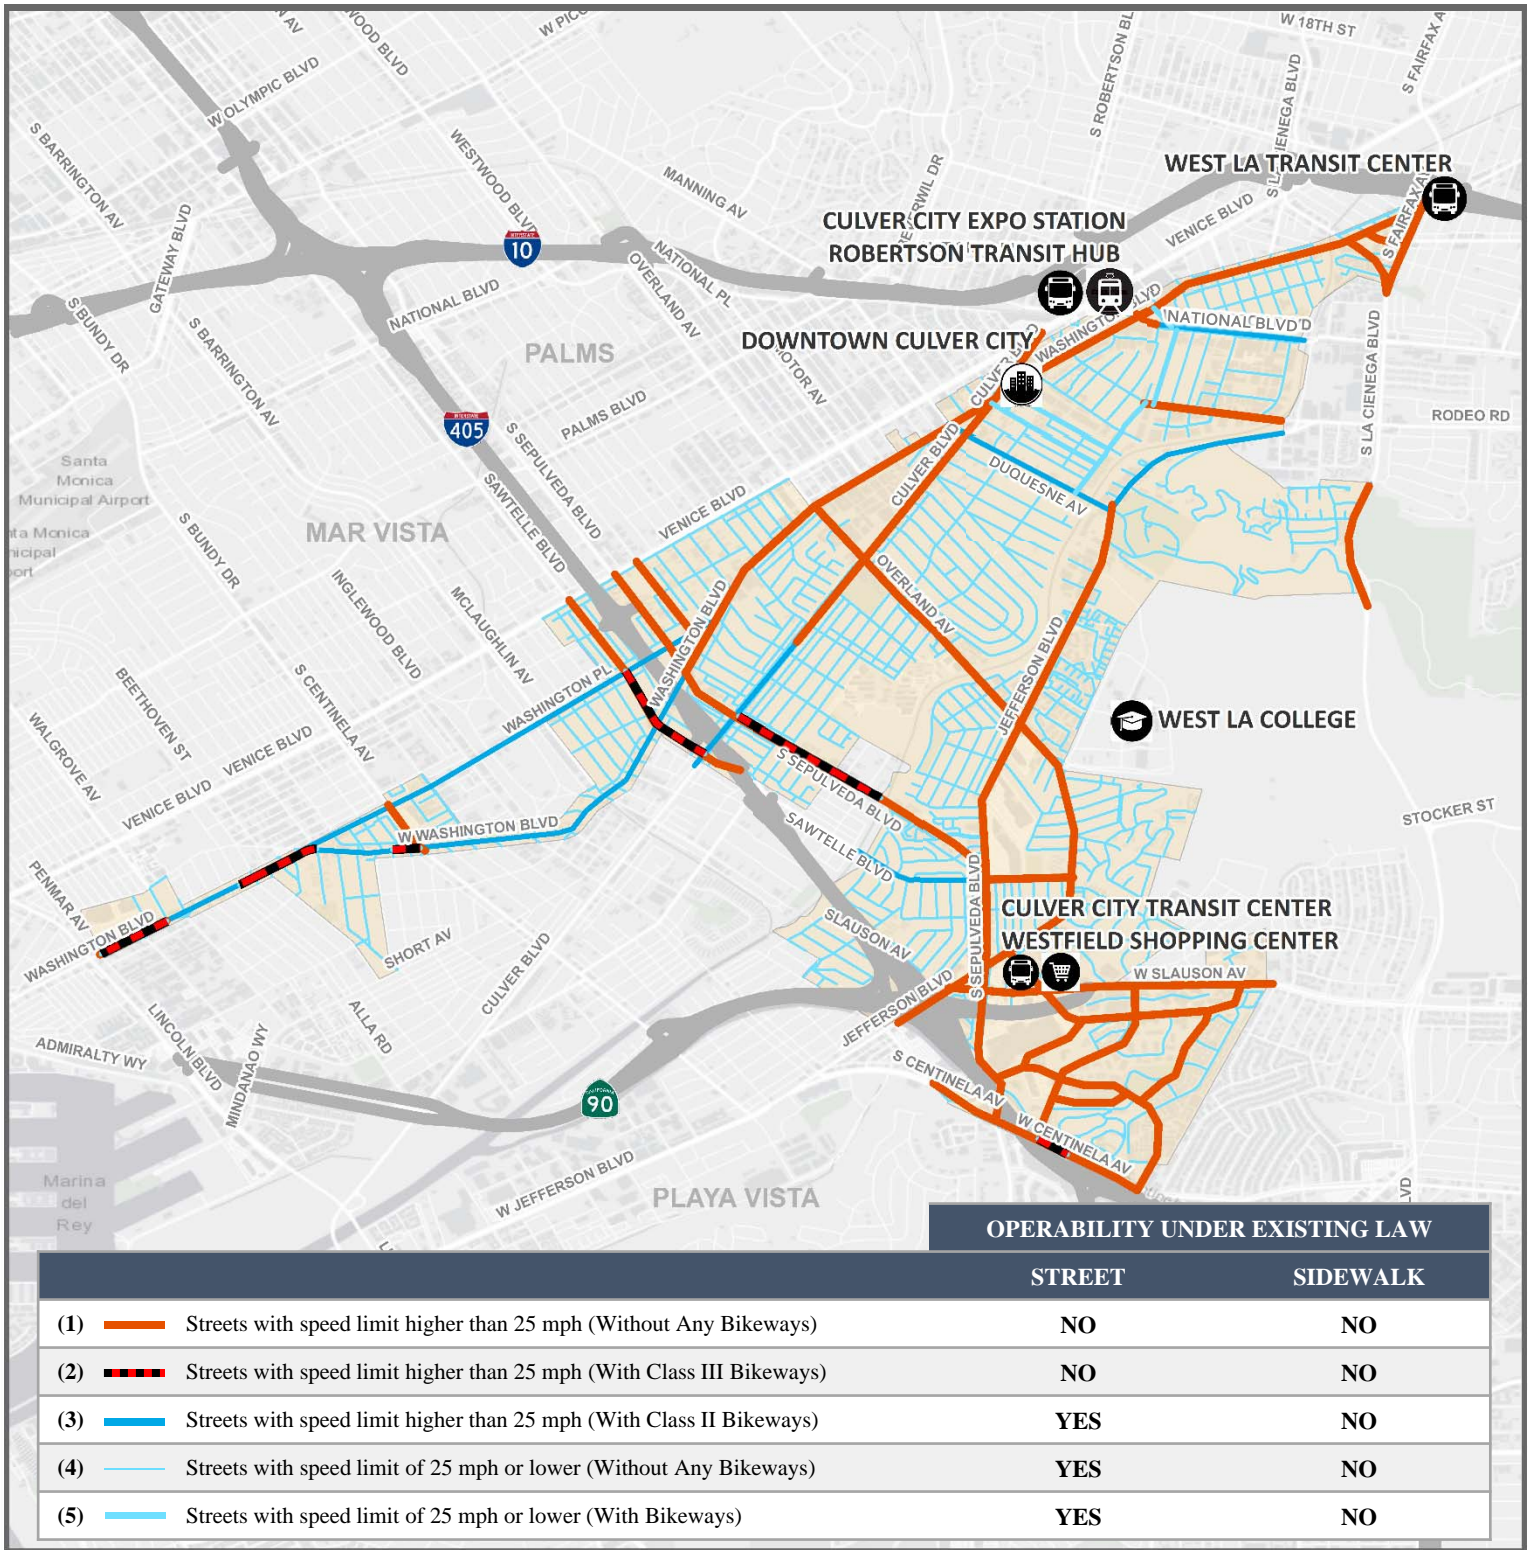 W PICO
W 18TH ST
S FAIRFAX A
S ROBERTSON BL
W OLYMPIC BLVD
S BARRINGTON AV
WESTWOOD BLVD
MANNING AV
WEST LA TRANSIT CENTER
S FAIRFAX A
VENICE BLVD
CULVER CITY EXPO STATION
ROBERTSON TRANSIT HUB
GATEWAY BLVD
INTERSTATE
10
NATIONAL PL
OVERLAND AV
NATIONAL BLVD
S BUNDY DR
S BARRINGTON AV
PALMS
DOWNTOWN CULVER CITY
MOTOR AV
WASHINGTON BLVD
NATIONAL BLVD
S LA CIENEGA BLVD
RODEO RD
INTERSTATE
405
PALMS BLVD
S SEPULVEDA BLVD
SAWTELLE BLVD
Santa
Monica
Municipal Airport
MAR VISTA
VENICE BLVD
CULVER BLVD
DUQUESNE AV
S BUNDY DR
INGLEWOOD BLVD
MCLAUGHLIN AV
OVERLAND AV
WASHINGTON BLVD
JEFFERSON BLVD
BEETHOVEN ST
S CENTINELA AV
WASHINGTON PL
WALGROVE AV
VENICE BLVD
VENICE BLVD
WEST LA COLLEGE
S SEPULVEDA BLVD
SAWTELLE BLVD
STOCKER ST
W WASHINGTON BLVD
PENMAR AV
WASHINGTON BLVD
SHORT AV
CULVER BLVD
SLAUSON AV
S SEPULVEDA BLVD
CULVER CITY TRANSIT CENTER
WESTFIELD SHOPPING CENTER
W SLAUSON AV
JEFFERSON BLVD
ALLA RD
LINCOLN BLVD
MINDANAO WY
ADMIRALTY WY
CALIFORNIA
90
S CENTINELA AV
W CENTINELA AV
Marina
del
Rey
W JEFFERSON BLVD
PLAYA VISTA
LVD
OPERABILITY UNDER EXISTING LAW
STREET SIDEWALK
(1) Streets with speed limit higher than 25 mph (Without Any Bikeways) NO NO
(2) Streets with speed limit higher than 25 mph (With Class III Bikeways) NO NO
(3) Streets with speed limit higher than 25 mph (With Class II Bikeways) YES NO
(4) Streets with speed limit of 25 mph or lower (Without Any Bikeways) YES NO
(5) Streets with speed limit of 25 mph or lower (With Bikeways) YES NO